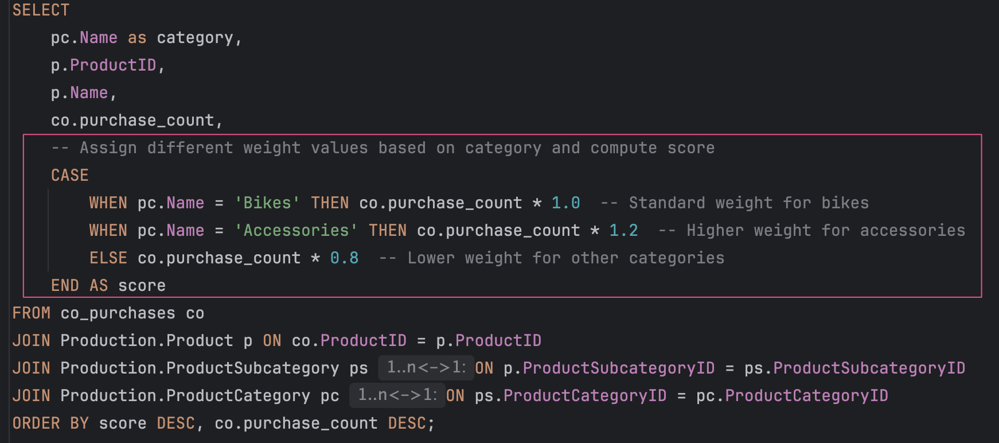 SELECT
    pc.Name as category,
    p.ProductID,
    p.Name,
    co.purchase_count,
    -- Assign different weight values based on category and compute score
    CASE
        WHEN pc.Name = 'Bikes' THEN co.purchase_count * 1.0  -- Standard weight for bikes
        WHEN pc.Name = 'Accessories' THEN co.purchase_count * 1.2  -- Higher weight for accessories
        ELSE co.purchase_count * 0.8  -- Lower weight for other categories
    END AS score
FROM co_purchases co
JOIN Production.Product p ON co.ProductID = p.ProductID
JOIN Production.ProductSubcategory ps 1..n<->1: ON p.ProductSubcategoryID = ps.ProductSubcategoryID
JOIN Production.ProductCategory pc 1..n<->1: ON ps.ProductCategoryID = pc.ProductCategoryID
ORDER BY score DESC, co.purchase_count DESC;